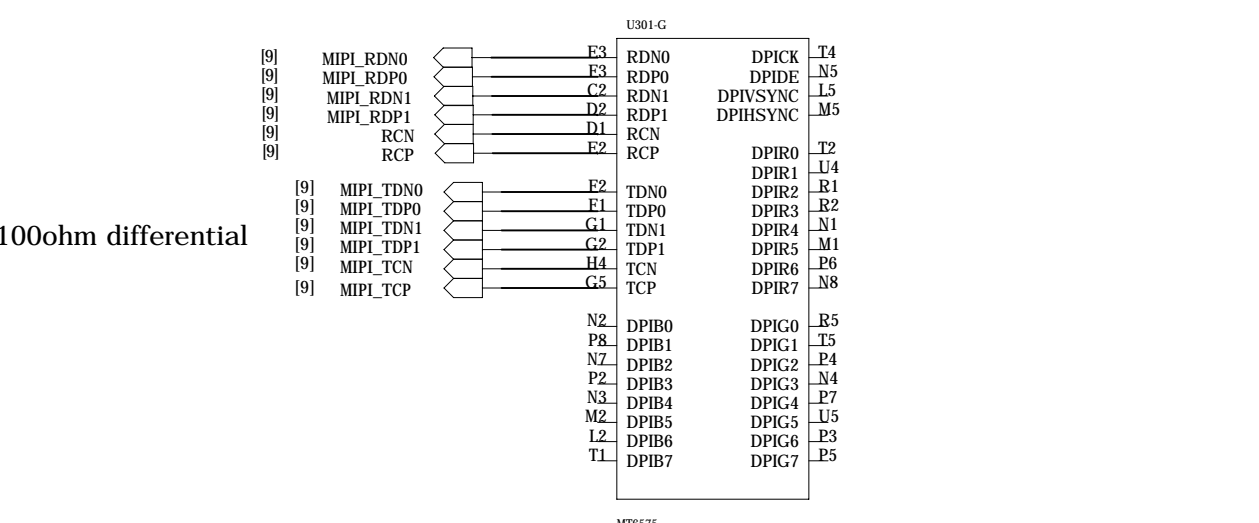 U301-G
[9] MIPI_RDN0 E3 RDN0 DPICK T4
[9] MIPI_RDP0 F3 RDP0 DPIDE N5
[9] MIPI_RDN1 C2 RDN1 DPIVSYNC L5
[9] MIPI_RDP1 D2 RDP1 DPIHSYNC M5
[9] RCN D1 RCN
[9] RCP E2 RCP DPIR0 T2
DPIR1 U4
[9] MIPI_TDN0 F2 TDN0 DPIR2 R1
[9] MIPI_TDP0 F1 TDP0 DPIR3 R2
100ohm differential [9] MIPI_TDN1 G1 TDN1 DPIR4 N1
[9] MIPI_TDP1 G2 TDP1 DPIR5 M1
[9] MIPI_TCN H4 TCN DPIR6 P6
[9] MIPI_TCP G5 TCP DPIR7 N8
N2 DPIB0 DPIG0 R5
P8 DPIB1 DPIG1 T5
N7 DPIB2 DPIG2 P4
P2 DPIB3 DPIG3 N4
N3 DPIB4 DPIG4 P7
M2 DPIB5 DPIG5 U5
L2 DPIB6 DPIG6 P3
T1 DPIB7 DPIG7 P5
MT6575